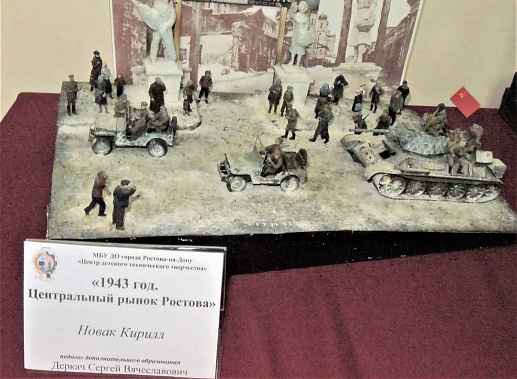 МБУ ДО города Ростова-на-Дону
«Центр детского технического творчества»
«1943 год.
Центральный рынок Ростова»
Новак Кирилл
педагог дополнительного образования
Деркач Сергей Вячеславович